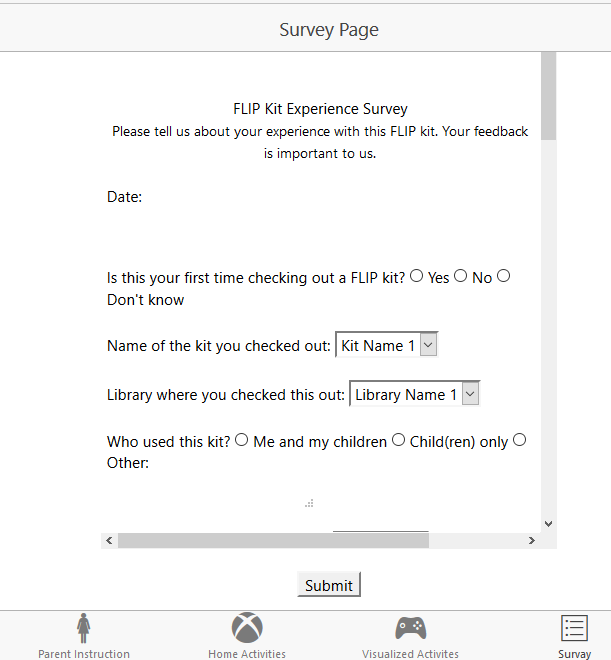 Survey Page
FLIP Kit Experience Survey
Please tell us about your experience with this FLIP kit. Your feedback
is important to us.
Date:
Is this your first time checking out a FLIP kit? Yes No
Don't know
Name of the kit you checked out: Kit Name 1
Library where you checked this out: Library Name 1
Who used this kit? Me and my children Child(ren) only
Other:
Submit
Parent Instruction
Home Activities
Visualized Activites
Survay